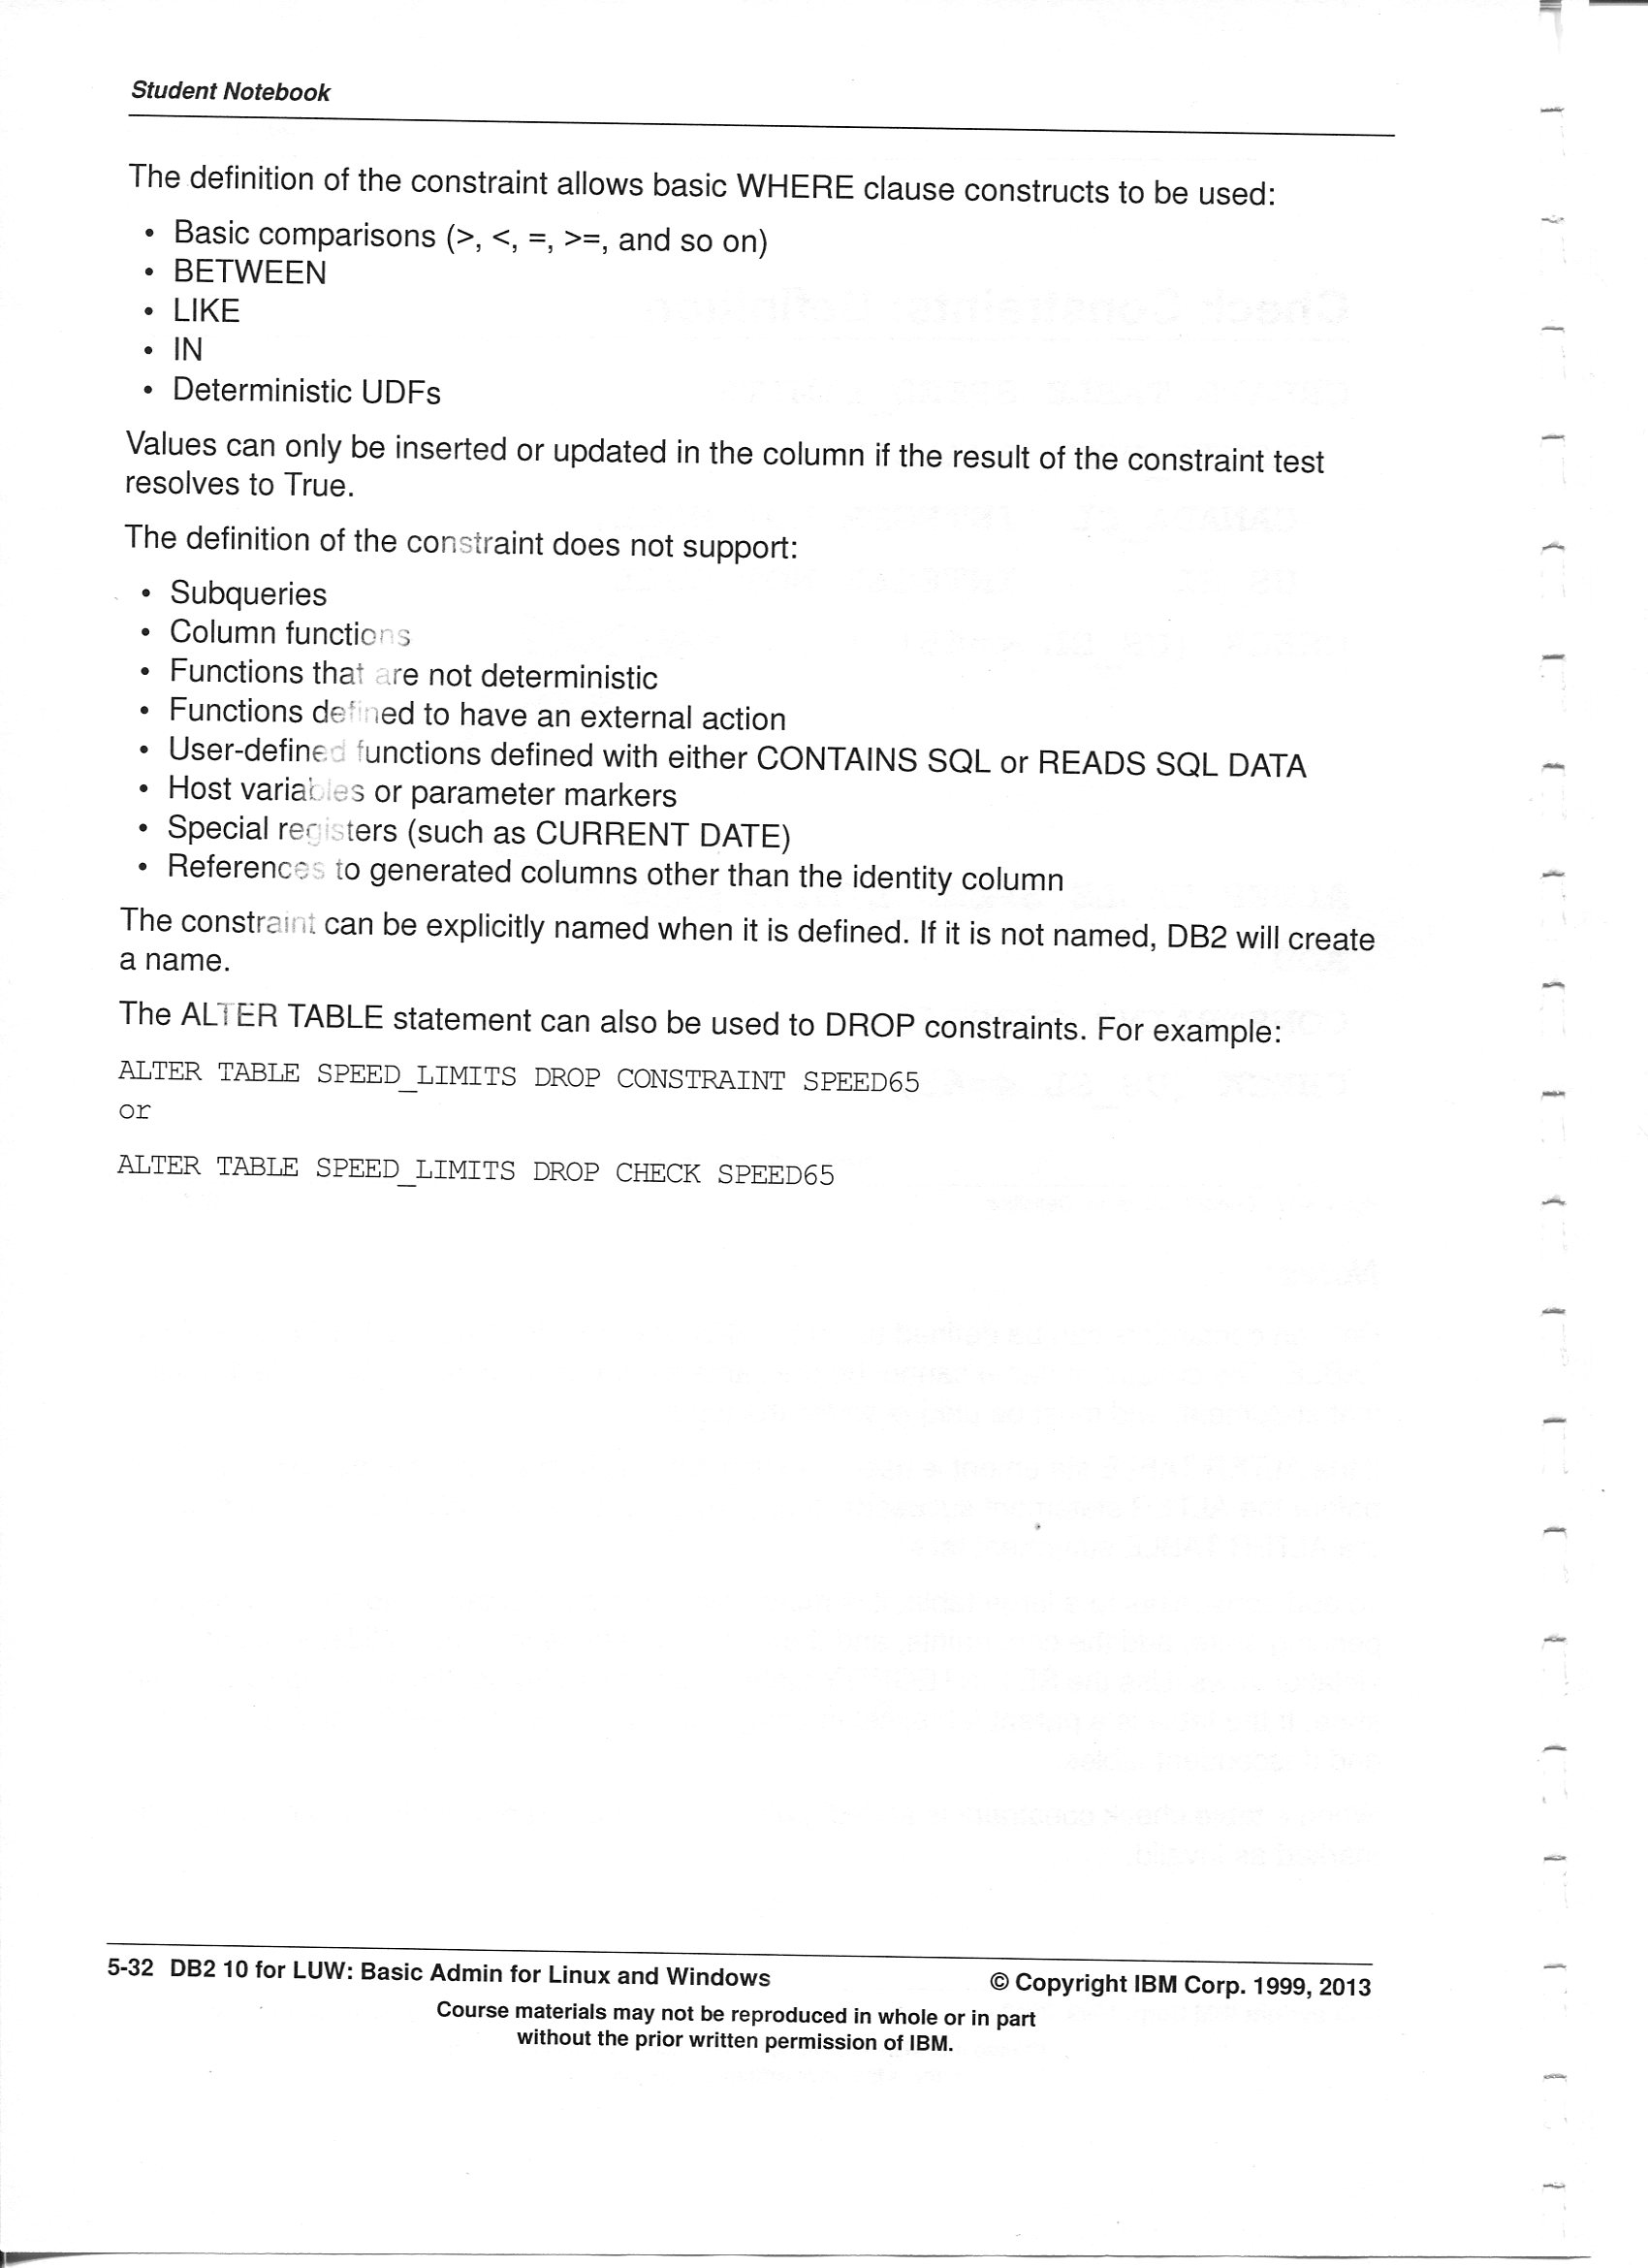 Student Notebook
The definition of the constraint allows basic WHERE clause constructs to be used:
• Basic comparisons (>, <, =, >=, and so on)
• BETWEEN
• LIKE
• IN
• Deterministic UDFs
Values can only be inserted or updated in the column if the result of the constraint test
resolves to True.
The definition of the constraint does not support:
• Subqueries
• Column functions
• Functions that are not deterministic
• Functions defined to have an external action
• User-defined functions defined with either CONTAINS SQL or READS SQL DATA
• Host variables or parameter markers
• Special registers (such as CURRENT DATE)
• References to generated columns other than the identity column
The constraint can be explicitly named when it is defined. If it is not named, DB2 will create
a name.
The ALTER TABLE statement can also be used to DROP constraints. For example:
ALTER TABLE SPEED_LIMITS DROP CONSTRAINT SPEED65
or
ALTER TABLE SPEED_LIMITS DROP CHECK SPEED65
5-32 DB2 10 for LUW: Basic Admin for Linux and Windows © Copyright IBM Corp. 1999, 2013
Course materials may not be reproduced in whole or in part
without the prior written permission of IBM.